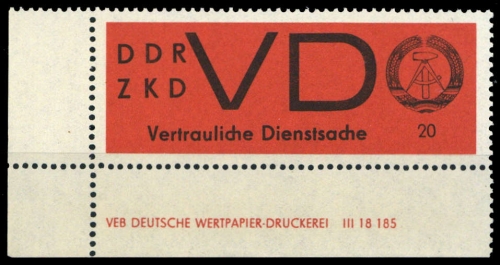 DDR VD
ZKD
Vertrauliche Dienstsache 20
VEB DEUTSCHE WERTPAPIER-DRUCKEREI III 18 185